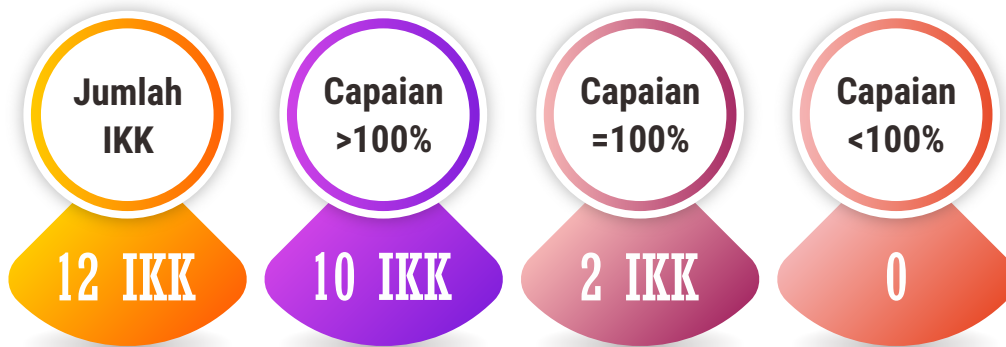 Jumlah
IKK
12 IKK
Capaian
>100%
10 IKK
Capaian
=100%
2 IKK
Capaian
<100%
0